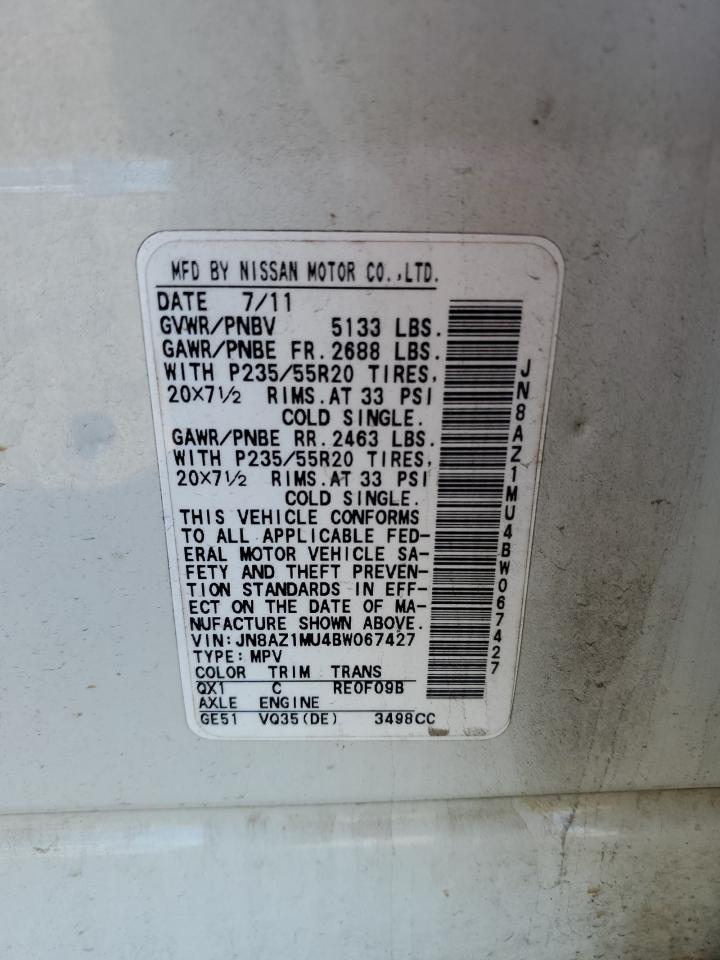 MFD BY NISSAN MOTOR CO.,LTD.
DATE 7/11
GVWR/PNBV 5133 LBS.
GAWR/PNBE FR. 2688 LBS.
WITH P235/55R20 TIRES,
20×7½ RIMS. AT 33 PSI
COLD SINGLE.
GAWR/PNBE RR. 2463 LBS.
WITH P235/55R20 TIRES,
20×7½ RIMS. AT 33 PSI
COLD SINGLE.
THIS VEHICLE CONFORMS
TO ALL APPLICABLE FED-
ERAL MOTOR VEHICLE SA-
FETY AND THEFT PREVEN-
TION STANDARDS IN EFF-
ECT ON THE DATE OF MA-
NUFACTURE SHOWN ABOVE.
VIN: JN8AZ1MU4BW067427
TYPE: MPV
COLOR TRIM TRANS
QX1 C RE0F09B
AXLE ENGINE
GE51 VQ35(DE) 3498CC
JN8AZ1MU4BW067427